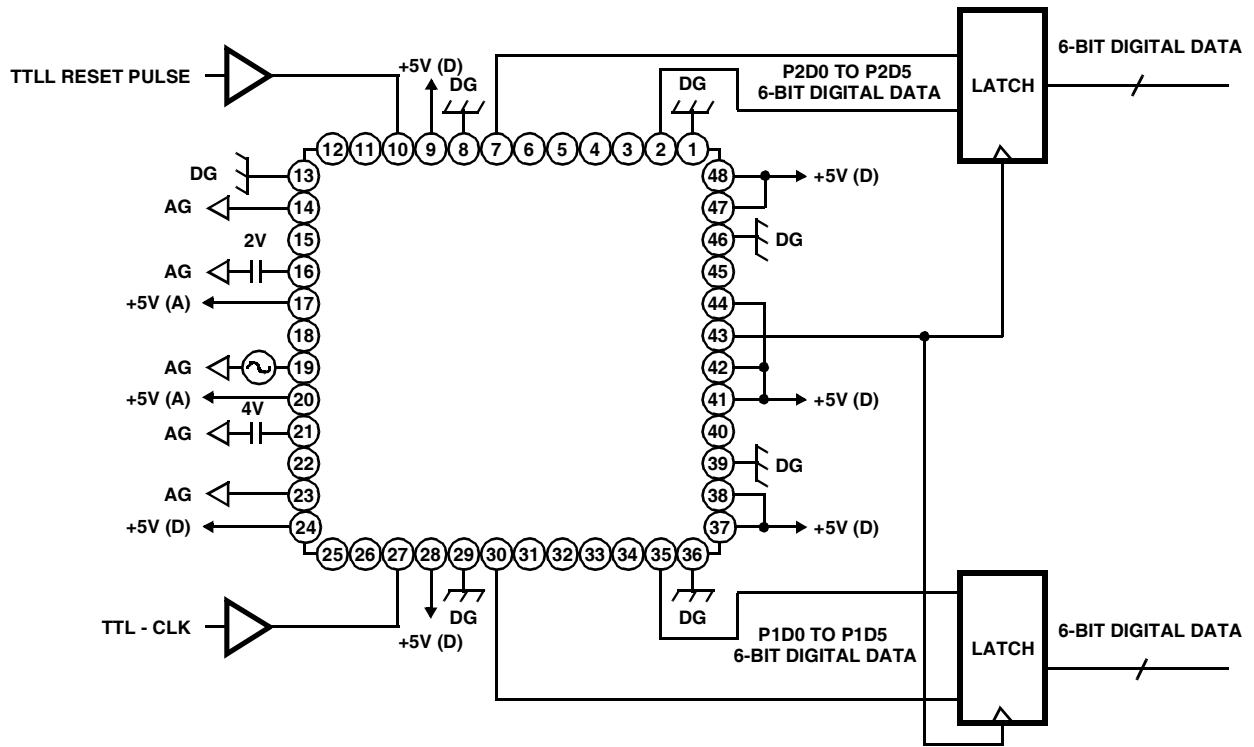 TTLL RESET PULSE
+5V (D)
DG
P2D0 TO P2D5
6-BIT DIGITAL DATA
DG
LATCH
6-BIT DIGITAL DATA
12 11 10 9 8 7 6 5 4 3 2 1
DG 13
AG 14
15
2V
AG 16
+5V (A) 17
18
AG 19
+5V (A) 20
4V
AG 21
22
AG 23
+5V (D) 24
48 +5V (D)
47
46 DG
45
44
43
42
41 +5V (D)
40
39 DG
38
37 +5V (D)
25 26 27 28 29 30 31 32 33 34 35 36
TTL - CLK
+5V (D)
DG
DG
P1D0 TO P1D5
6-BIT DIGITAL DATA
LATCH
6-BIT DIGITAL DATA